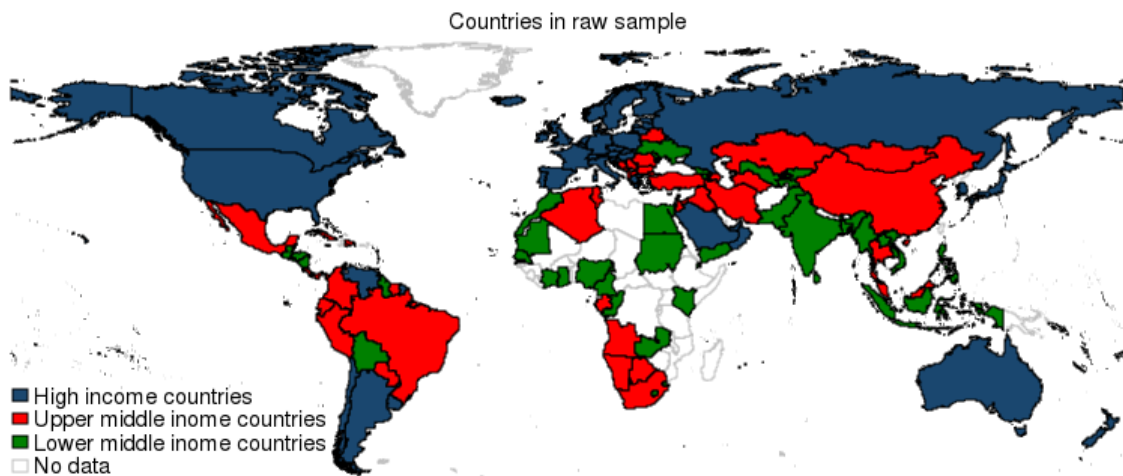 Countries in raw sample
High income countries
Upper middle inome countries
Lower middle inome countries
No data